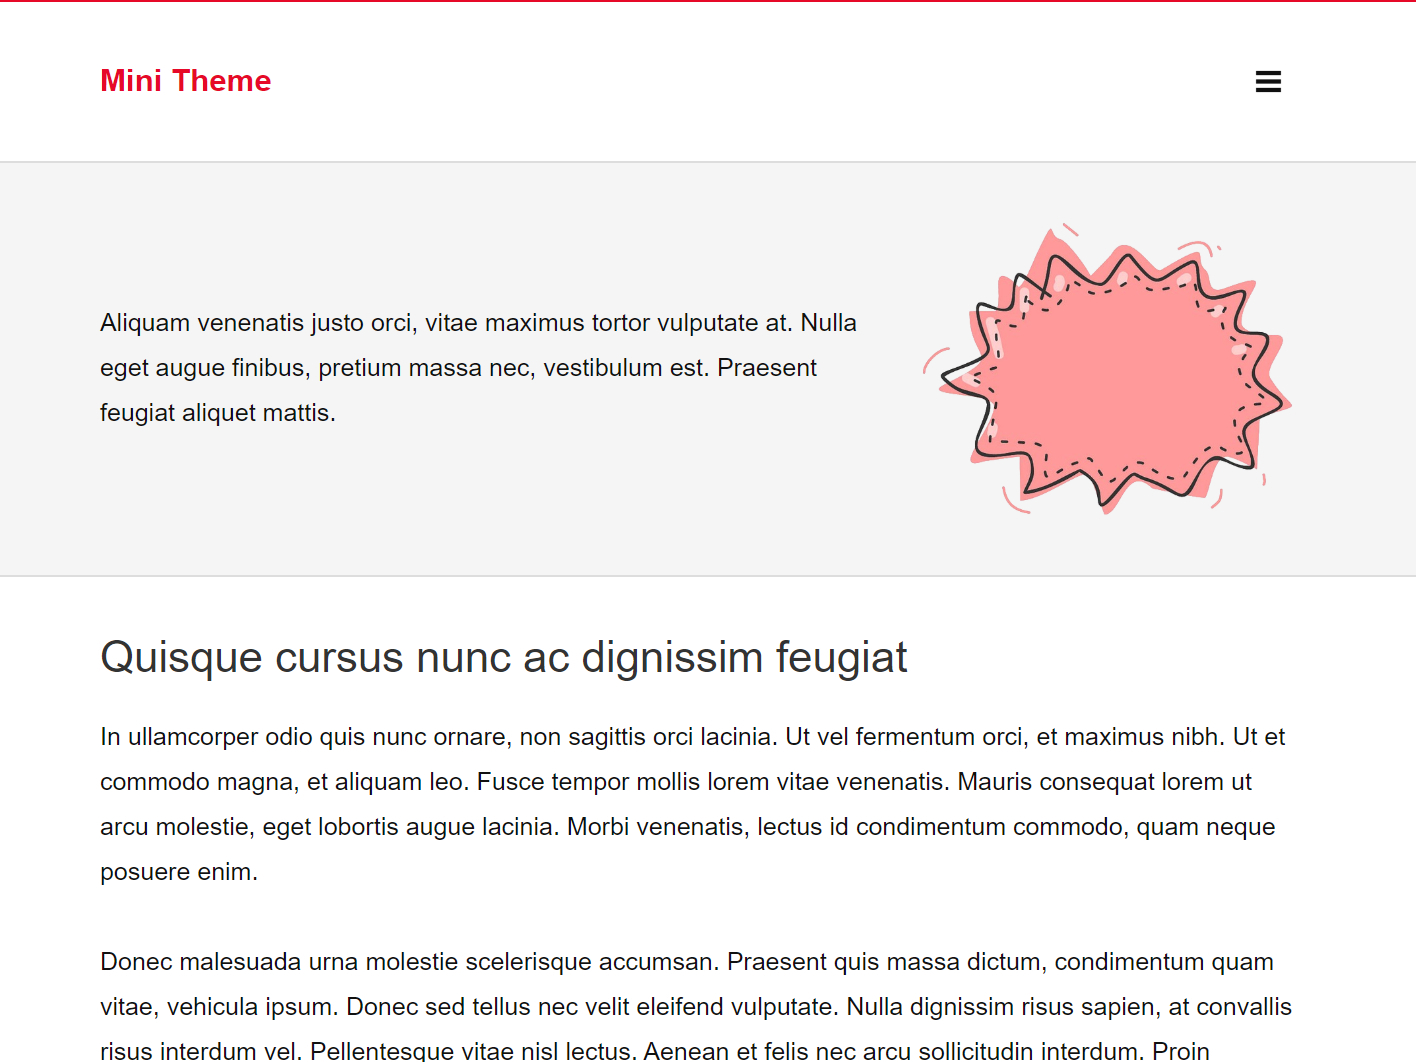 Mini Theme
Aliquam venenatis justo orci, vitae maximus tortor vulputate at. Nulla
eget augue finibus, pretium massa nec, vestibulum est. Praesent
feugiat aliquet mattis.
Quisque cursus nunc ac dignissim feugiat
In ullamcorper odio quis nunc ornare, non sagittis orci lacinia. Ut vel fermentum orci, et maximus nibh. Ut et
commodo magna, et aliquam leo. Fusce tempor mollis lorem vitae venenatis. Mauris consequat lorem ut
arcu molestie, eget lobortis augue lacinia. Morbi venenatis, lectus id condimentum commodo, quam neque
posuere enim.
Donec malesuada urna molestie scelerisque accumsan. Praesent quis massa dictum, condimentum quam
vitae, vehicula ipsum. Donec sed tellus nec velit eleifend vulputate. Nulla dignissim risus sapien, at convallis
risus interdum vel. Pellentesque vitae nisl lectus. Aenean et felis nec arcu sollicitudin interdum. Proin